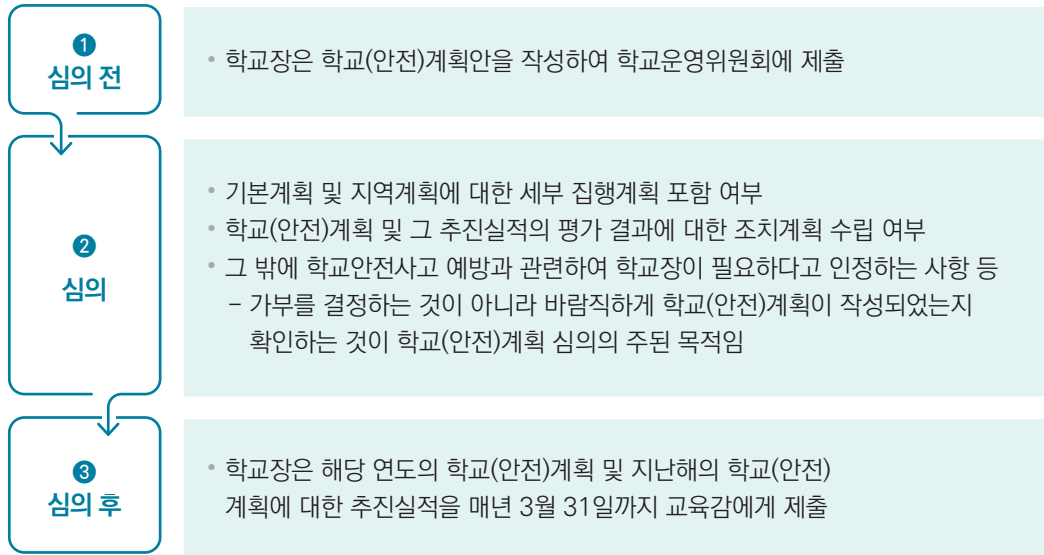 ❶
심의 전
• 학교장은 학교(안전)계획안을 작성하여 학교운영위원회에 제출
❷
심의
• 기본계획 및 지역계획에 대한 세부 집행계획 포함 여부
• 학교(안전)계획 및 그 추진실적의 평가 결과에 대한 조치계획 수립 여부
• 그 밖에 학교안전사고 예방과 관련하여 학교장이 필요하다고 인정하는 사항 등
– 가부를 결정하는 것이 아니라 바람직하게 학교(안전)계획이 작성되었는지
확인하는 것이 학교(안전)계획 심의의 주된 목적임
❸
심의 후
• 학교장은 해당 연도의 학교(안전)계획 및 지난해의 학교(안전)
계획에 대한 추진실적을 매년 3월 31일까지 교육감에게 제출